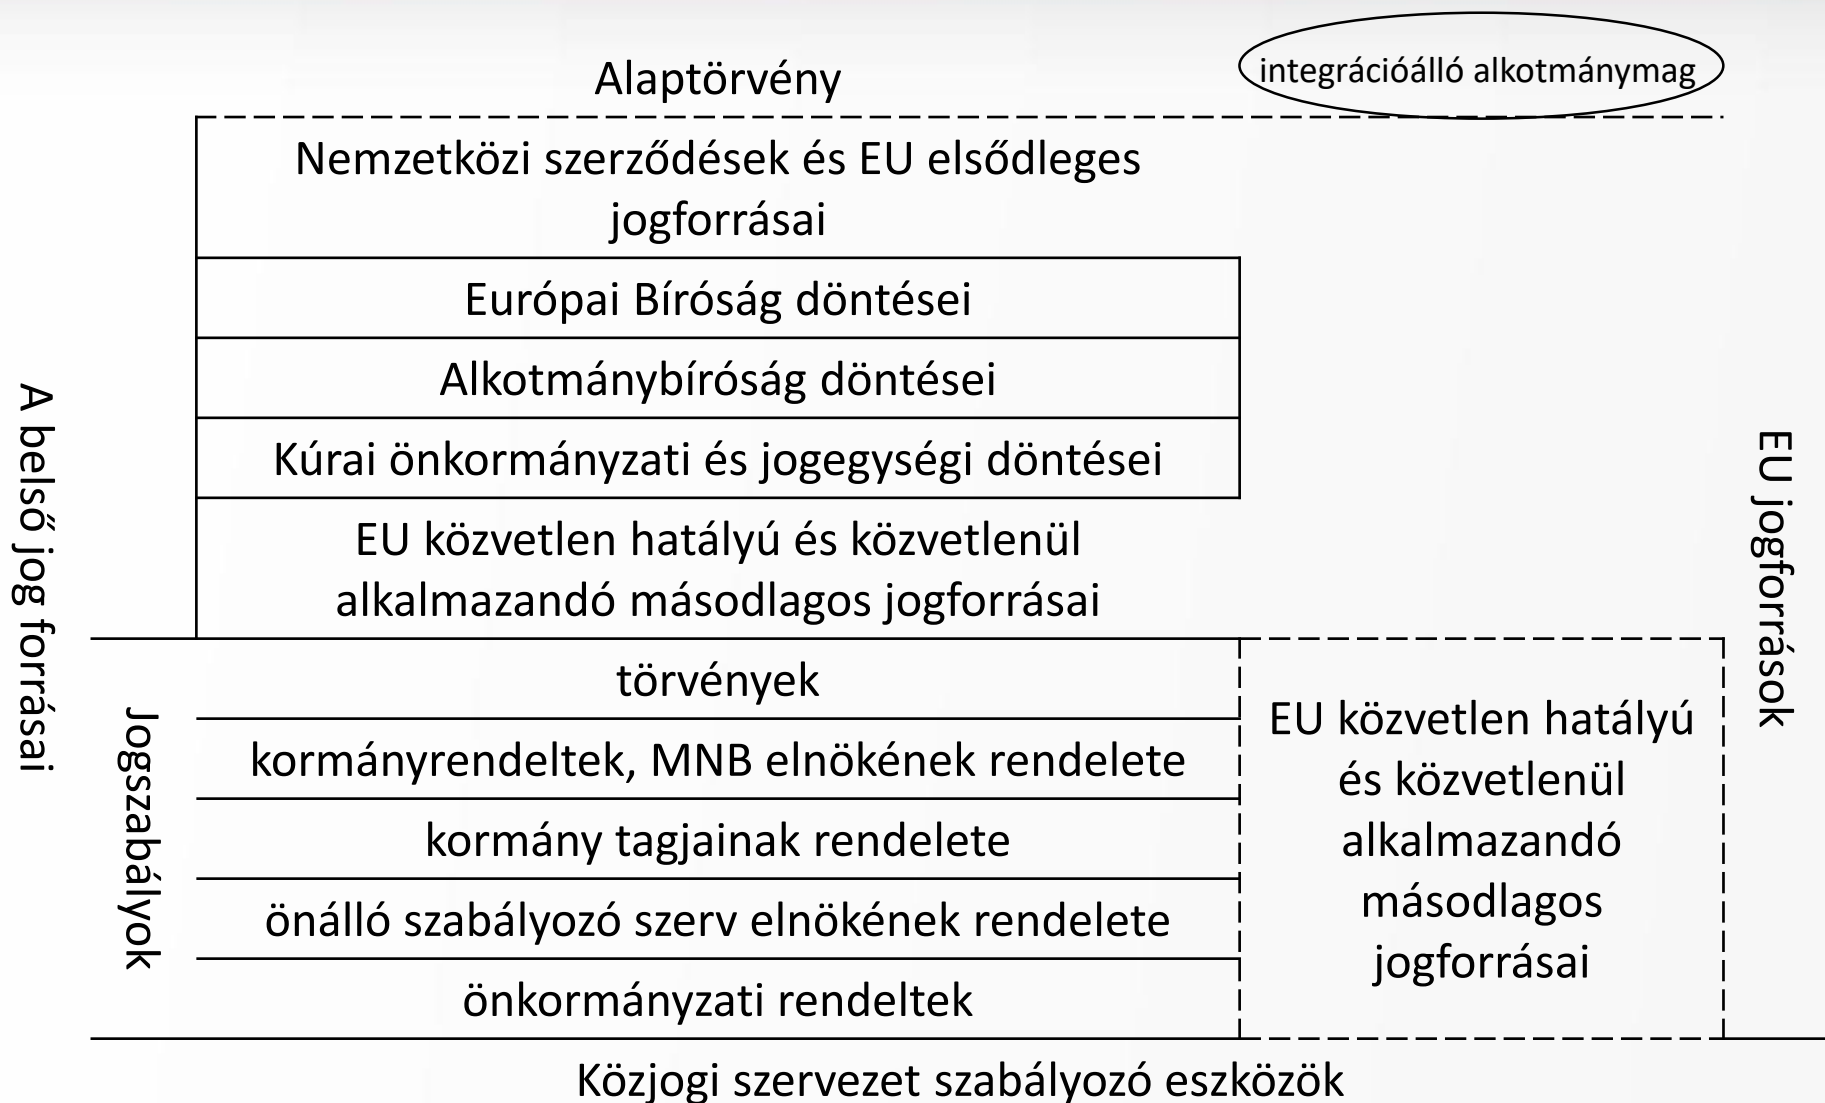 Alaptörvény
integrációálló alkotmánymag
Nemzetközi szerződések és EU elsődleges
jogforrásai
Európai Bíróság döntései
Alkotmánybíróság döntései
Kúrai önkormányzati és jogegységi döntései
EU közvetlen hatályú és közvetlenül
alkalmazandó másodlagos jogforrásai
A belső jog forrásai
Jogszabályok
törvények
kormányrendeltek, MNB elnökének rendelete
kormány tagjainak rendelete
önálló szabályozó szerv elnökének rendelete
önkormányzati rendeltek
EU közvetlen hatályú
és közvetlenül
alkalmazandó
másodlagos
jogforrásai
EU jogforrások
Közjogi szervezet szabályozó eszközök